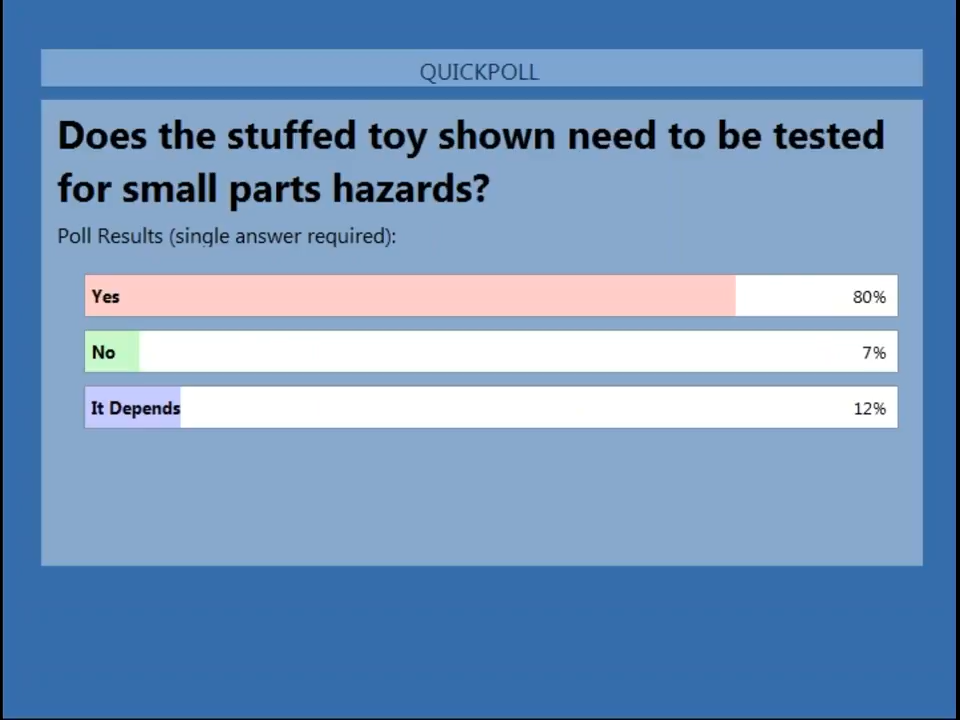 QUICKPOLL
Does the stuffed toy shown need to be tested
for small parts hazards?
Poll Results (single answer required):
Yes 80%
No 7%
It Depends 12%